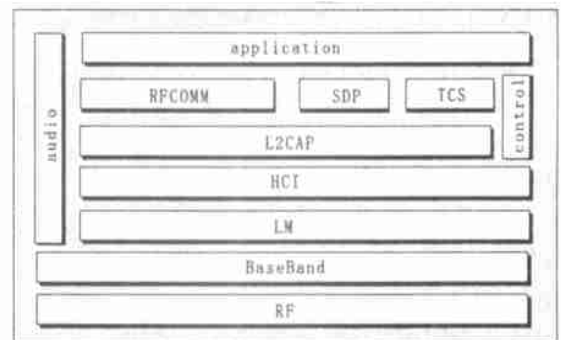 application
RFCOMM SDP TCS
audio
control
L2CAP
HCI
LM
BaseBand
RF